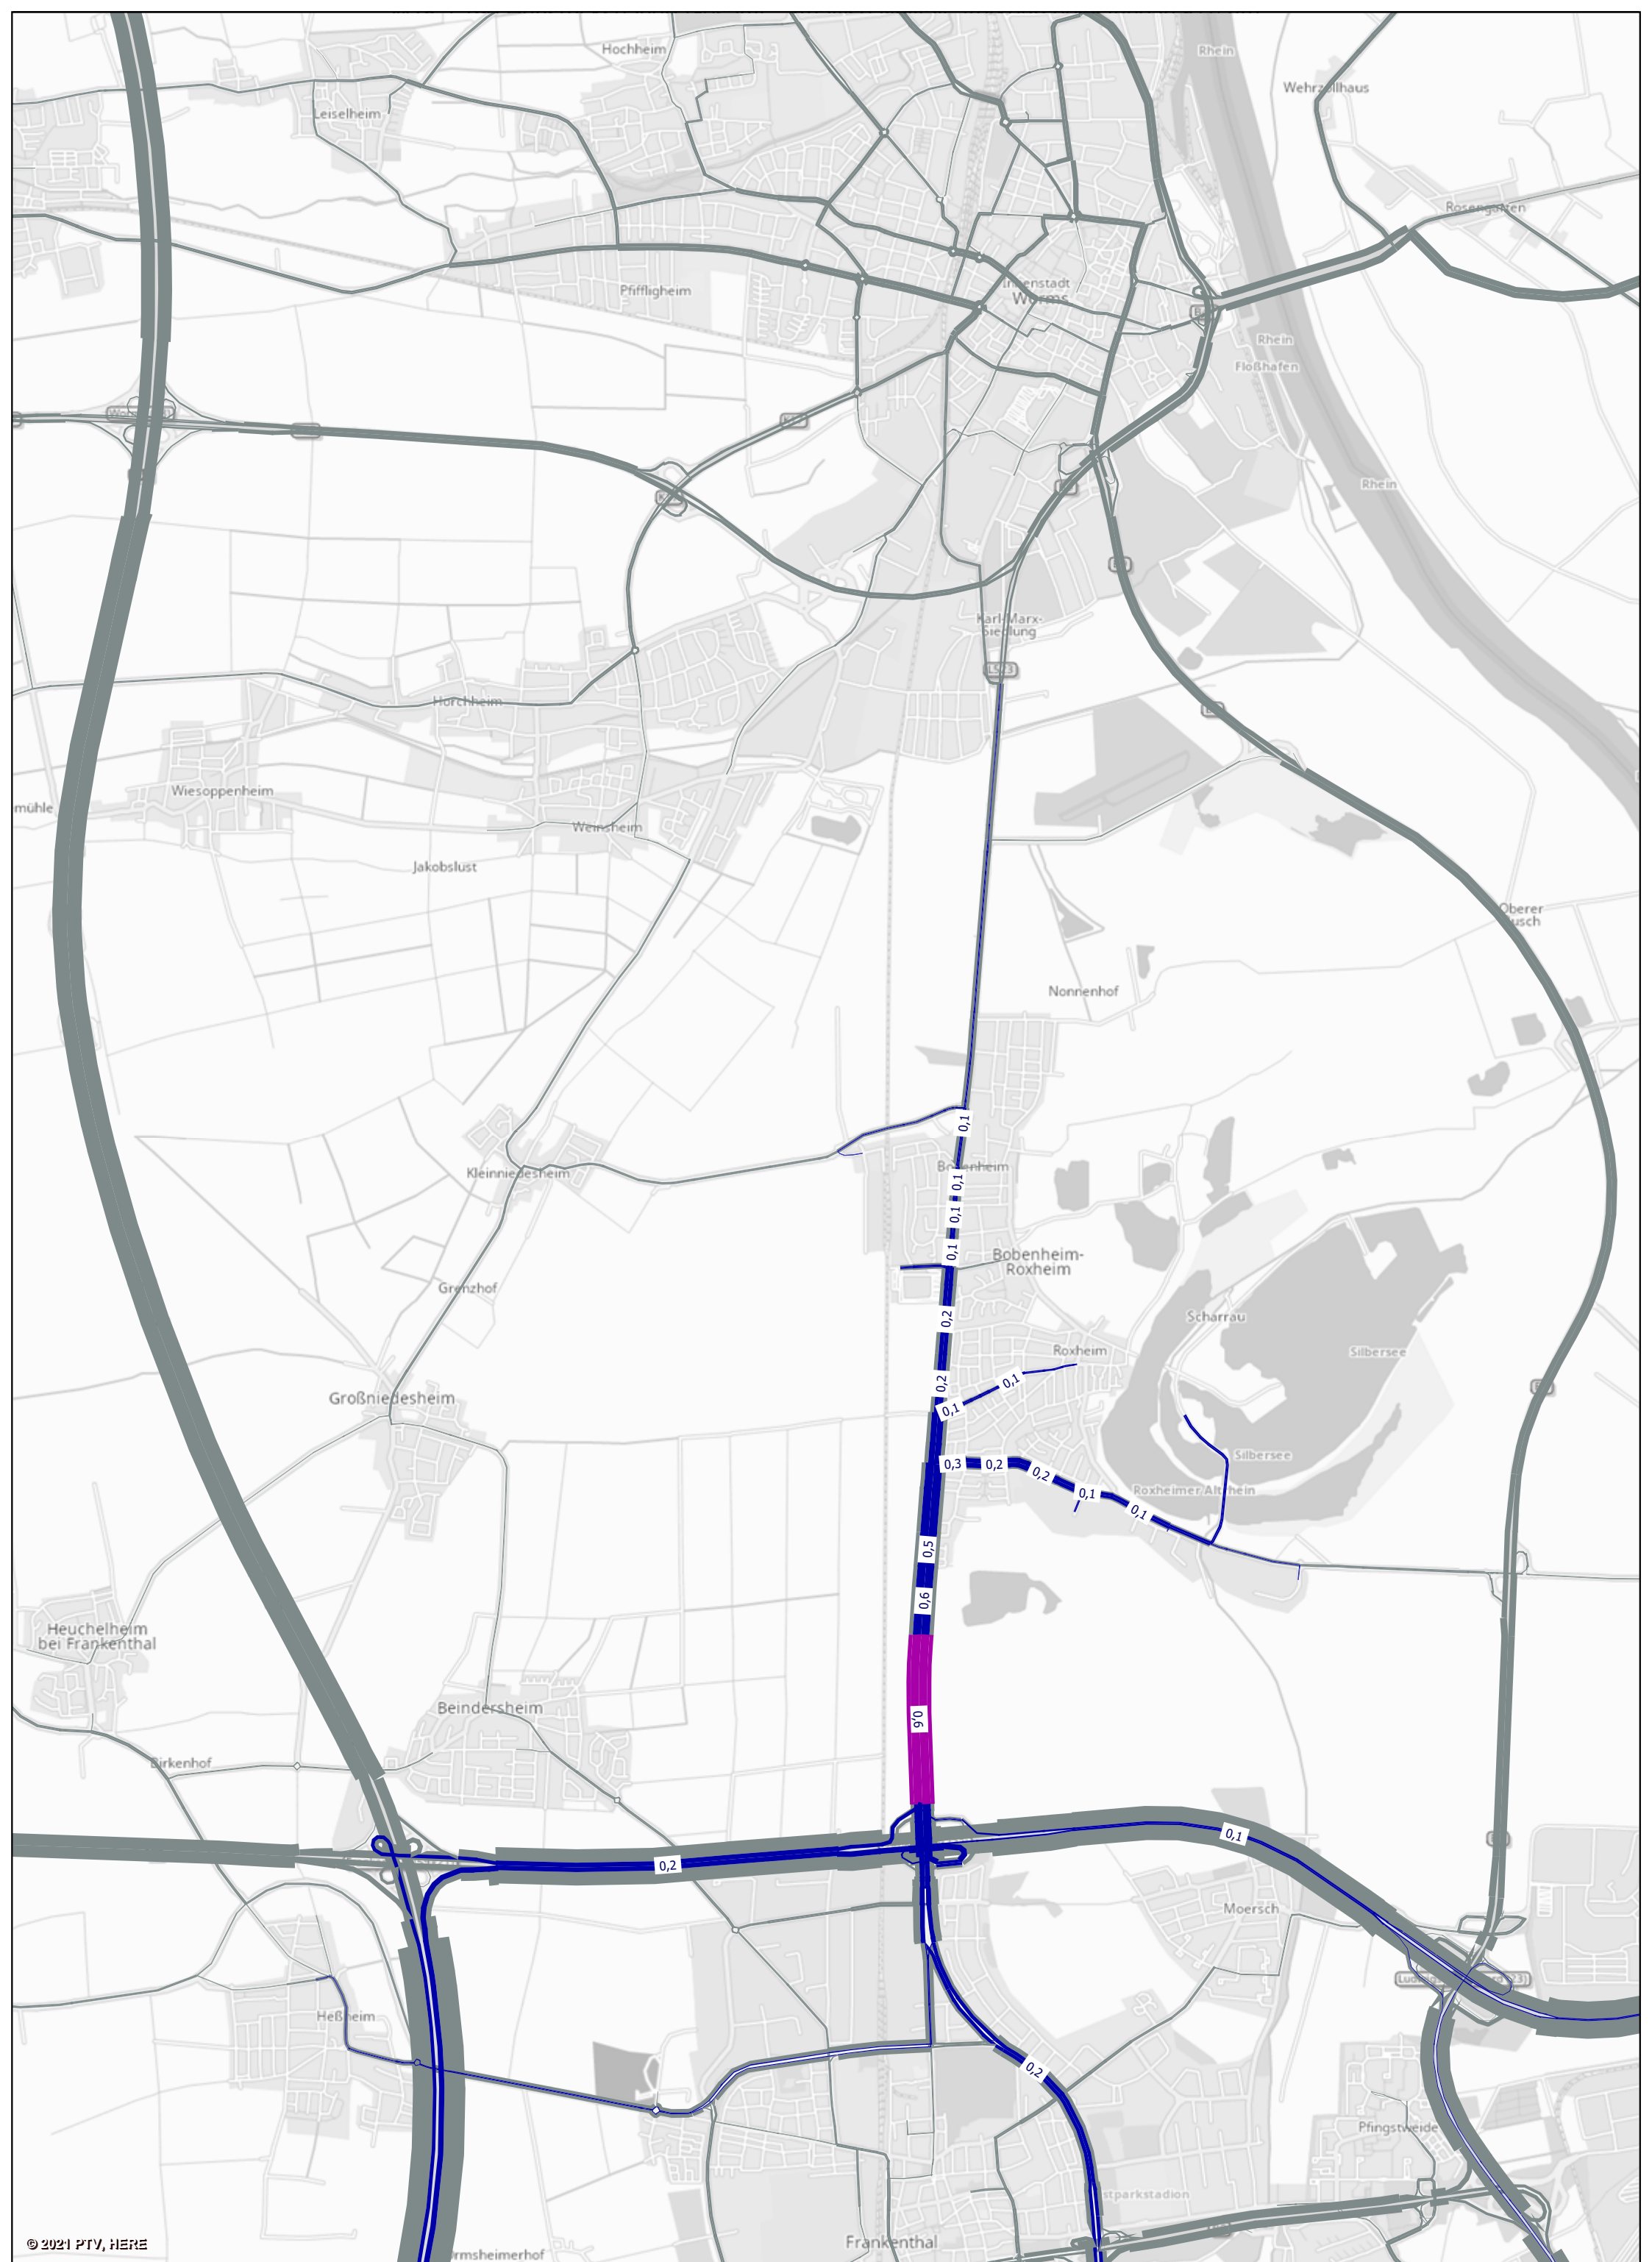 Hochheim
Rhein
Wehrzollhaus
Leiselheim
Rosengarten
Pfiffligheim
Innenstadt
Worms
Rhein
Floßhafen
Rhein
Karl-Marx-
Siedlung
L523
Horchheim
Wiesoppenheim
mühle
Weinsheim
Jakobslust
Oberer
Busch
Nonnenhof
0,1
Bobenheim
Kleinniedesheim
0,1
0,1
0,1
Bobenheim-
Roxheim
Grenzhof
0,2
Scharrau
Roxheim
Silbersee
0,2
0,1
0,1
Großniedesheim
Silbersee
0,3
0,2
0,2
0,1
0,1
Roxheimer Altrhein
0,5
0,6
Heuchelheim
bei Frankenthal
Beindersheim
0,6
Birkenhof
0,1
0,2
Moersch
Heßheim
0,2
Pfingstweide
stparkstadion
Frankenthal
Ormsheimerhof
© 2021 PTV, HERE